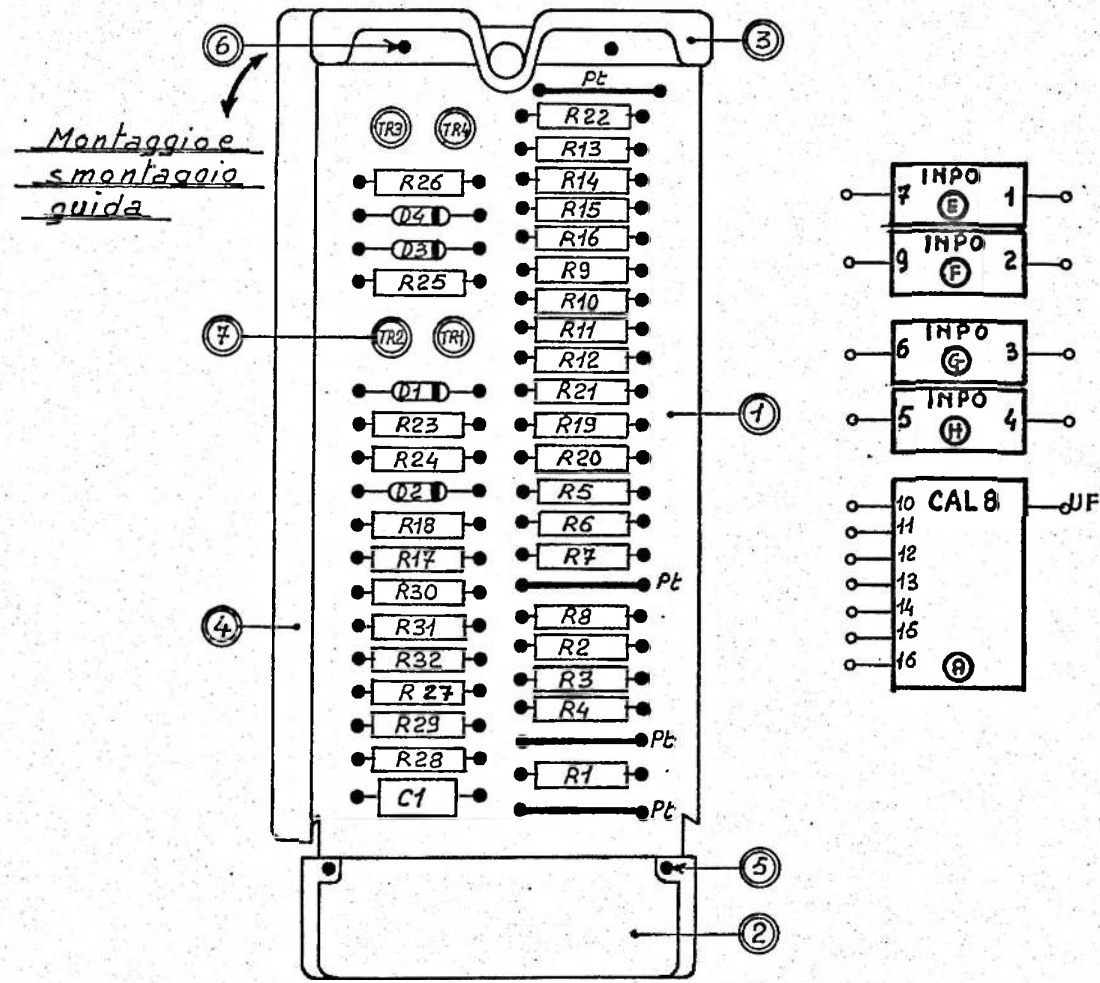 6
3
Montaggio e
smontaggio
guida
Pt
TR3 TR4
R26
D4
D3
R25
7
TR2 TR1
D1
R23
R24
D2
R18
R17
R30
R31
R32
R27
R29
R28
C1
4
R22
R13
R14
R15
R16
R9
R10
R11
R12
R21
R19
R20
R5
R6
R7
Pt
R8
R2
R3
R4
Pt
R1
Pt
1
5
2
INPO
7 E 1
INPO
9 F 2
INPO
6 G 3
INPO
5 H 4
10 CAL 8 UF
11
12
13
14
15
16 A